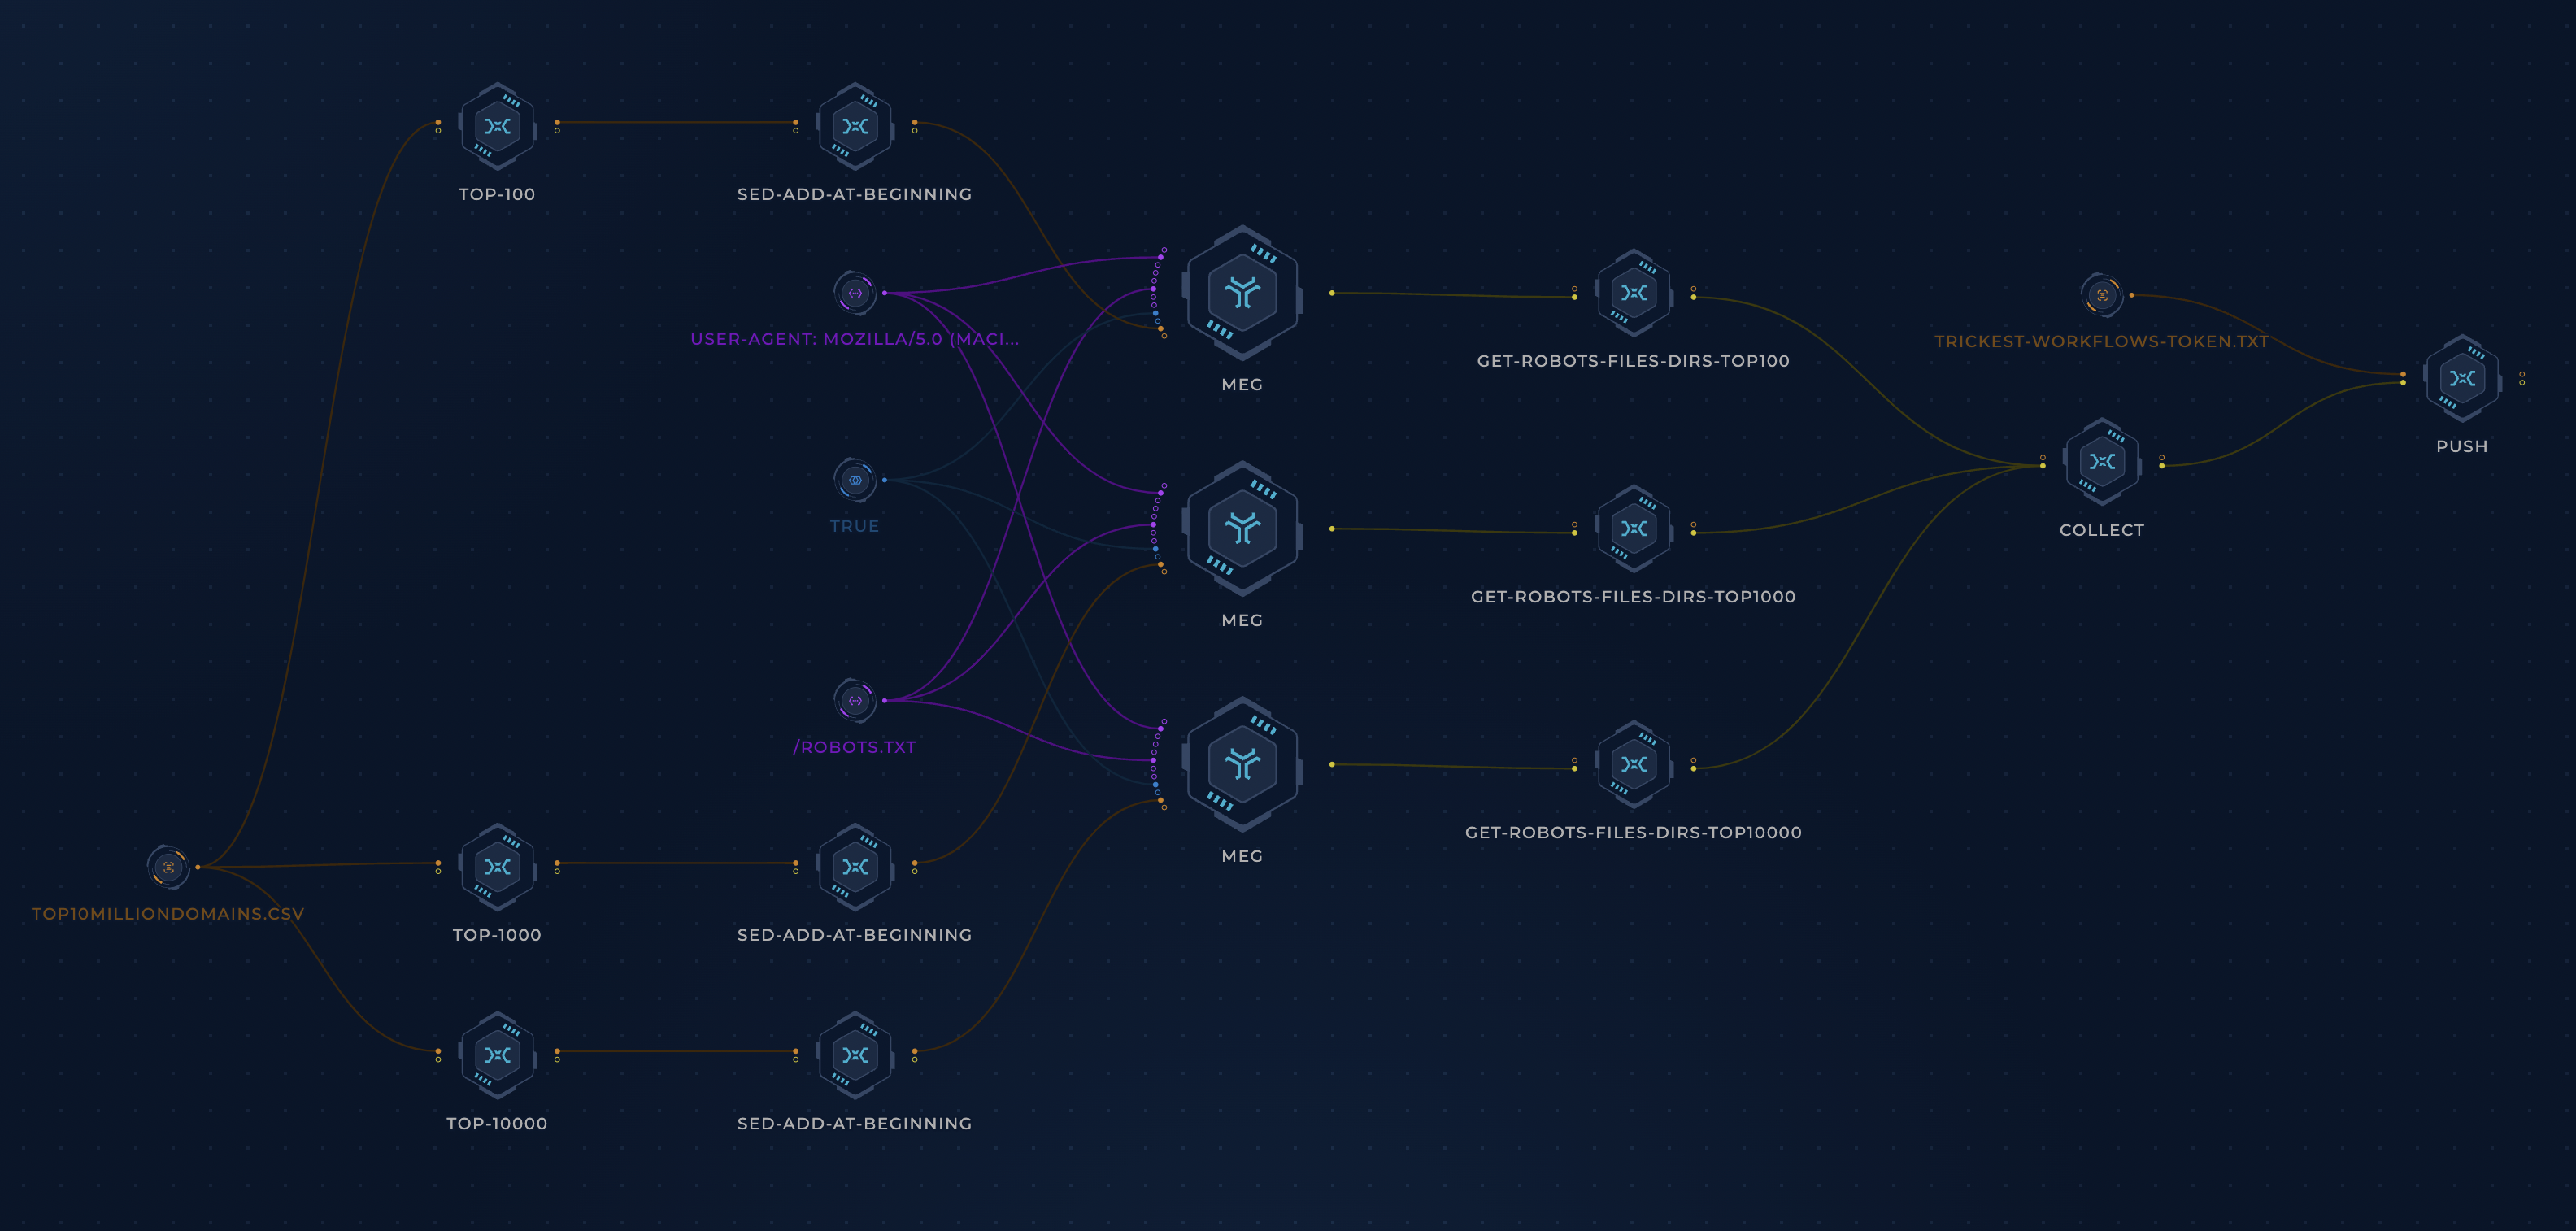 TOP-100
SED-ADD-AT-BEGINNING
USER-AGENT: MOZILLA/5.0 (MACI...
TRUE
/ROBOTS.TXT
TOP10MILLIONDOMAINS.CSV
TOP-1000
SED-ADD-AT-BEGINNING
TOP-10000
SED-ADD-AT-BEGINNING
MEG
MEG
MEG
GET-ROBOTS-FILES-DIRS-TOP100
GET-ROBOTS-FILES-DIRS-TOP1000
GET-ROBOTS-FILES-DIRS-TOP10000
TRICKEST-WORKFLOWS-TOKEN.TXT
COLLECT
PUSH